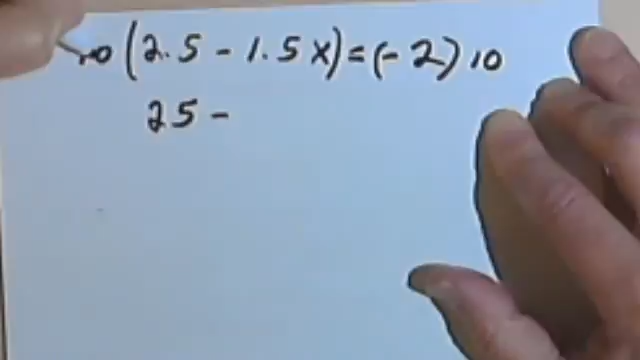 10(2.5 - 1.5x) = (-2)10
25 -